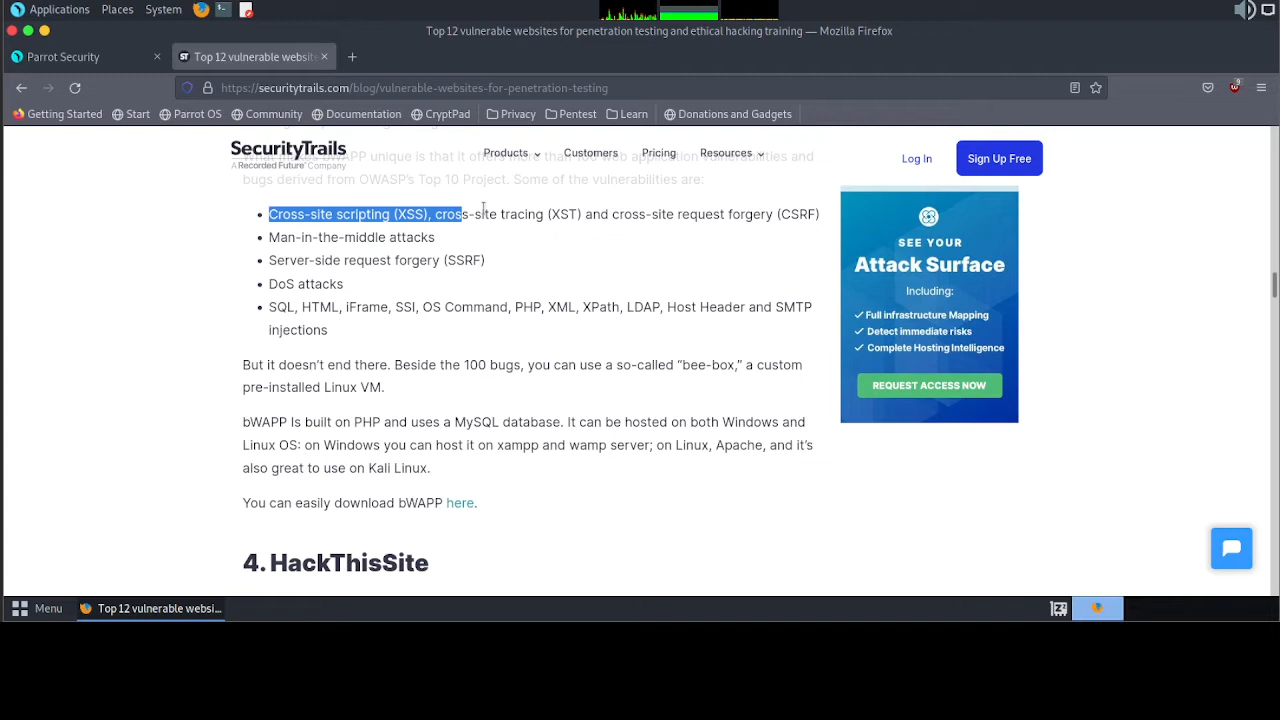 Applications Places System
Top 12 vulnerable websites for penetration testing and ethical hacking training — Mozilla Firefox
Parrot Security × Top 12 vulnerable website × +
https://securitytrails.com/blog/vulnerable-websites-for-penetration-testing
9
Getting Started Start Parrot OS Community Documentation CryptPad Privacy Pentest Learn Donations and Gadgets
SecurityTrails
A Recorded Future® Company
Products Customers Pricing Resources
Log In
Sign Up Free
What makes bWAPP unique is that it offers more than 100 web application vulnerabilities and
bugs derived from OWASP's Top 10 Project. Some of the vulnerabilities are:
• Cross-site scripting (XSS), cross-site tracing (XST) and cross-site request forgery (CSRF)
• Man-in-the-middle attacks
• Server-side request forgery (SSRF)
• DoS attacks
• SQL, HTML, iFrame, SSI, OS Command, PHP, XML, XPath, LDAP, Host Header and SMTP
injections
But it doesn't end there. Beside the 100 bugs, you can use a so-called “bee-box,” a custom
pre-installed Linux VM.
bWAPP Is built on PHP and uses a MySQL database. It can be hosted on both Windows and
Linux OS: on Windows you can host it on xampp and wamp server; on Linux, Apache, and it's
also great to use on Kali Linux.
You can easily download bWAPP here.
4. HackThisSite
SEE YOUR
Attack Surface
Including:
✓ Full infrastructure Mapping
✓ Detect immediate risks
✓ Complete Hosting Intelligence
REQUEST ACCESS NOW
Menu Top 12 vulnerable websi...